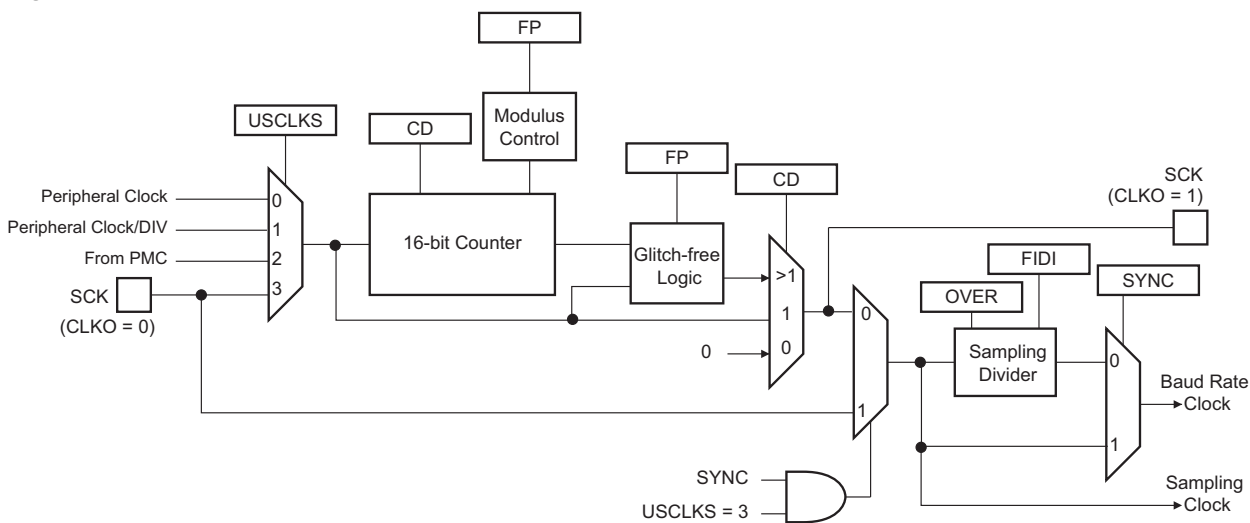 FP
USCLKS
CD
Modulus
Control
FP
CD
SCK
(CLKO = 1)
Peripheral Clock
0
Peripheral Clock/DIV
1
From PMC
2
3
SCK
(CLKO = 0)
16-bit Counter
Glitch-free
Logic
>1
1
0
0
FIDI
OVER
SYNC
0
1
Sampling
Divider
0
1
Baud Rate
Clock
SYNC
USCLKS = 3
Sampling
Clock